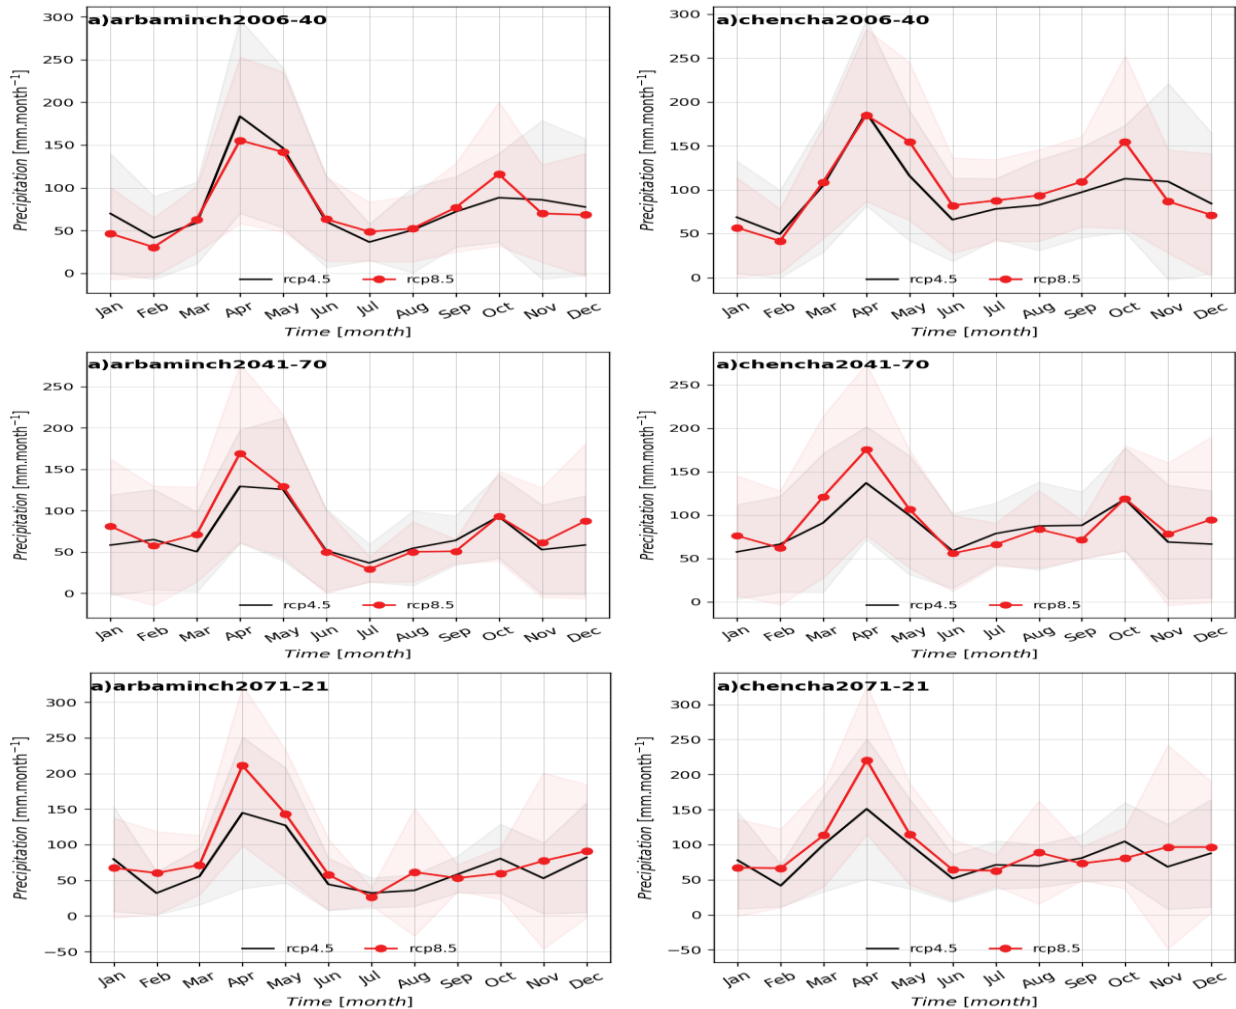 a)arbaminch2006-40
300
250
200
150
100
50
0
Precipitation [mm.month⁻¹]
rcp4.5 rcp8.5
Jan Feb Mar Apr May Jun Jul Aug Sep Oct Nov Dec
Time [month]
a)chencha2006-40
300
250
200
150
100
50
0
Precipitation [mm.month⁻¹]
rcp4.5 rcp8.5
Jan Feb Mar Apr May Jun Jul Aug Sep Oct Nov Dec
Time [month]
a)arbaminch2041-70
250
200
150
100
50
0
Precipitation [mm.month⁻¹]
rcp4.5 rcp8.5
Jan Feb Mar Apr May Jun Jul Aug Sep Oct Nov Dec
Time [month]
a)chencha2041-70
250
200
150
100
50
0
Precipitation [mm.month⁻¹]
rcp4.5 rcp8.5
Jan Feb Mar Apr May Jun Jul Aug Sep Oct Nov Dec
Time [month]
a)arbaminch2071-21
300
250
200
150
100
50
0
−50
Precipitation [mm.month⁻¹]
rcp4.5 rcp8.5
Jan Feb Mar Apr May Jun Jul Aug Sep Oct Nov Dec
Time [month]
a)chencha2071-21
300
250
200
150
100
50
0
−50
Precipitation [mm.month⁻¹]
rcp4.5 rcp8.5
Jan Feb Mar Apr May Jun Jul Aug Sep Oct Nov Dec
Time [month]